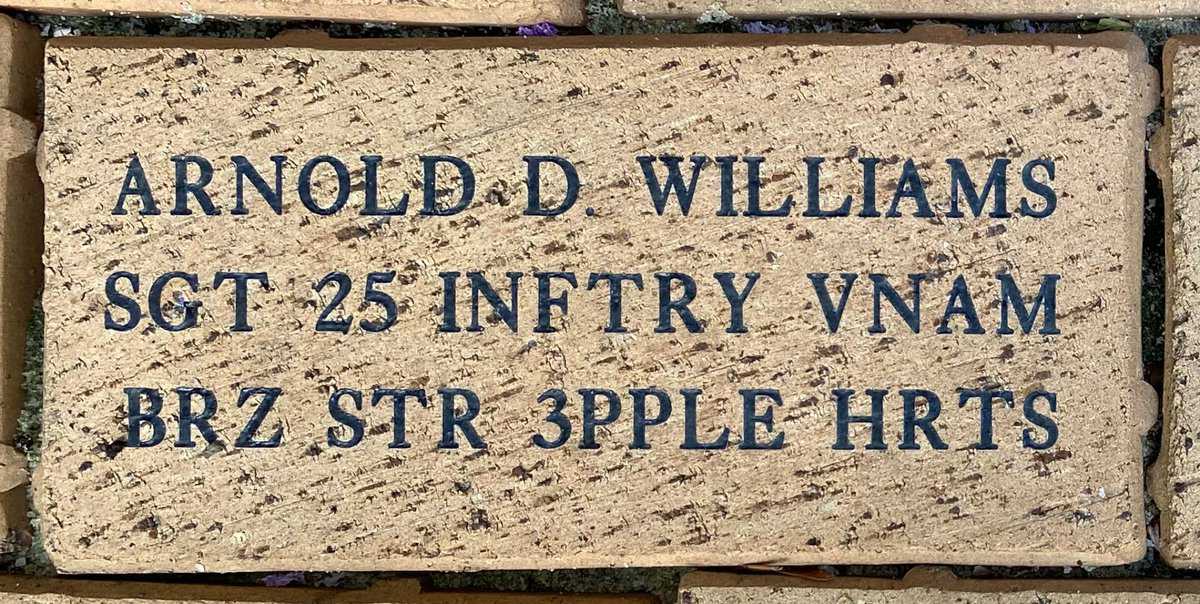 ARNOLD D. WILLIAMS
SGT 25 INFTRY VNAM
BRZ STR 3PPLE HRTS